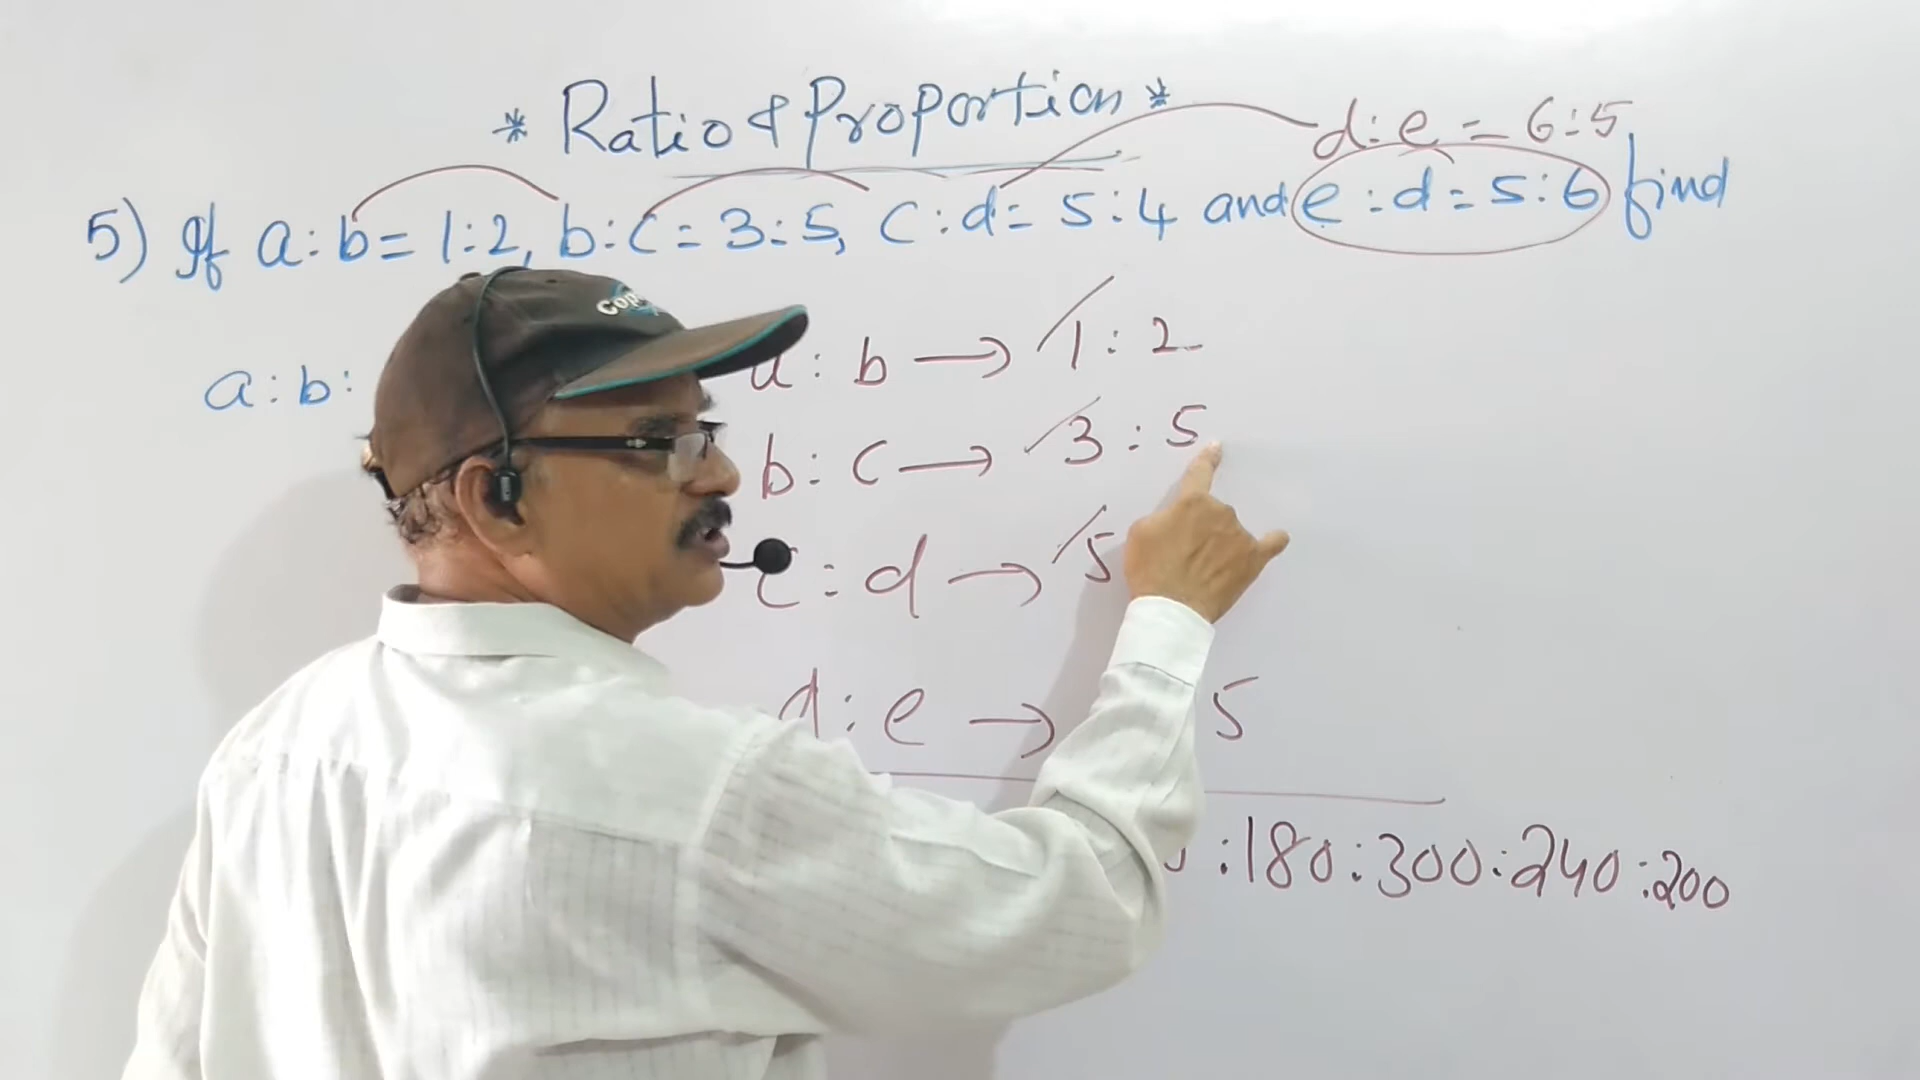 * Ratio & Proportion *
d:e = 6:5
5) If a:b = 1:2, b:c = 3:5, c:d = 5:4 and e:d = 5:6 find
a:b:
a:b → 1:2
b:c → 3:5
c:d → 5
d:e → 5
:180:300:240:200